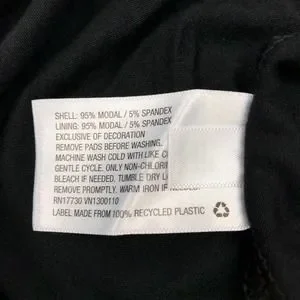 SHELL: 95% MODAL / 5% SPANDEX
LINING: 95% MODAL / 5% SPANDEX
EXCLUSIVE OF DECORATION
REMOVE PADS BEFORE WASHING.
MACHINE WASH COLD WITH LIKE
GENTLE CYCLE. ONLY NON-CHLORI
BLEACH IF NEEDED. TUMBLE DRY
REMOVE PROMPTLY. WARM IRON IF NEEDED.
RN17730 VN1300110
LABEL MADE FROM 100% RECYCLED PLASTIC